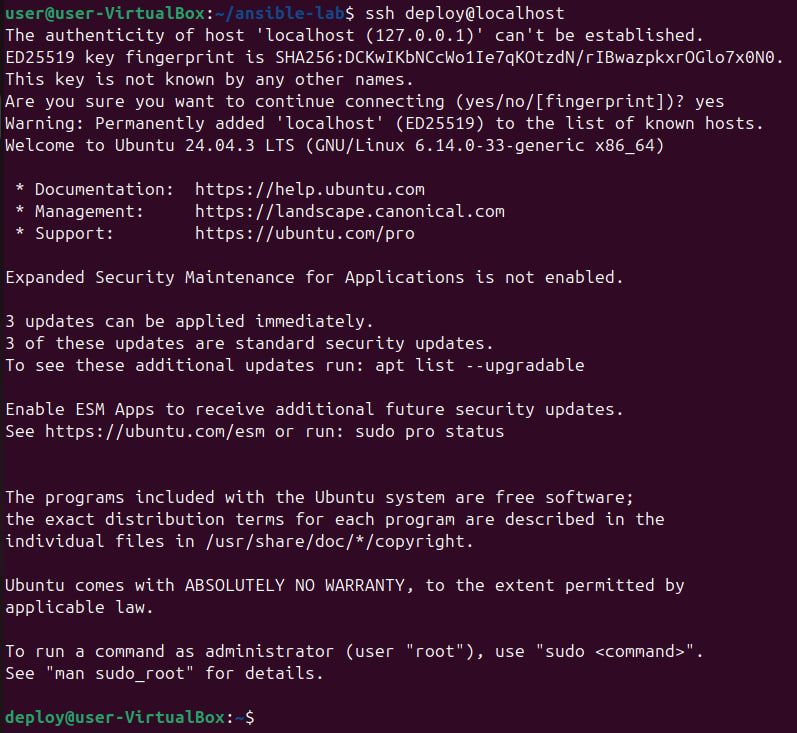 user@user-VirtualBox:~/ansible-lab$ ssh deploy@localhost
The authenticity of host 'localhost (127.0.0.1)' can't be established.
ED25519 key fingerprint is SHA256:DCKwIKbNCcWo1Ie7qKOtzdN/rIBwazpkxrOGlo7x0N0.
This key is not known by any other names.
Are you sure you want to continue connecting (yes/no/[fingerprint])? yes
Warning: Permanently added 'localhost' (ED25519) to the list of known hosts.
Welcome to Ubuntu 24.04.3 LTS (GNU/Linux 6.14.0-33-generic x86_64)

 * Documentation:  https://help.ubuntu.com
 * Management:     https://landscape.canonical.com
 * Support:        https://ubuntu.com/pro

Expanded Security Maintenance for Applications is not enabled.

3 updates can be applied immediately.
3 of these updates are standard security updates.
To see these additional updates run: apt list --upgradable

Enable ESM Apps to receive additional future security updates.
See https://ubuntu.com/esm or run: sudo pro status


The programs included with the Ubuntu system are free software;
the exact distribution terms for each program are described in the
individual files in /usr/share/doc/*/copyright.

Ubuntu comes with ABSOLUTELY NO WARRANTY, to the extent permitted by
applicable law.

To run a command as administrator (user "root"), use "sudo <command>".
See "man sudo_root" for details.

deploy@user-VirtualBox:~$